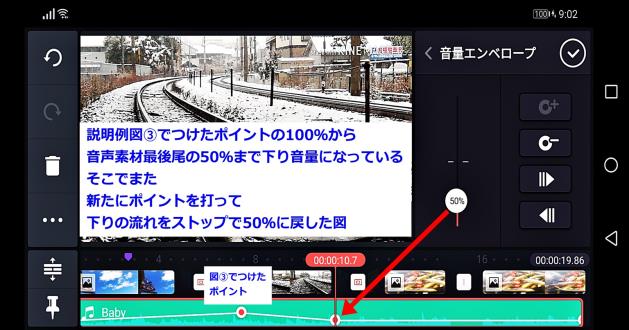 100 9:02
音量エンベロープ
説明例図③でつけたポイントの100%から
音声素材最後尾の50%まで下り音量になっている
そこでまた
新たにポイントを打って
下りの流れをストップで50%に戻した図
50%
4 8 00:00:10.7 16 00:00:19.86
図③でつけた
ポイント
Baby